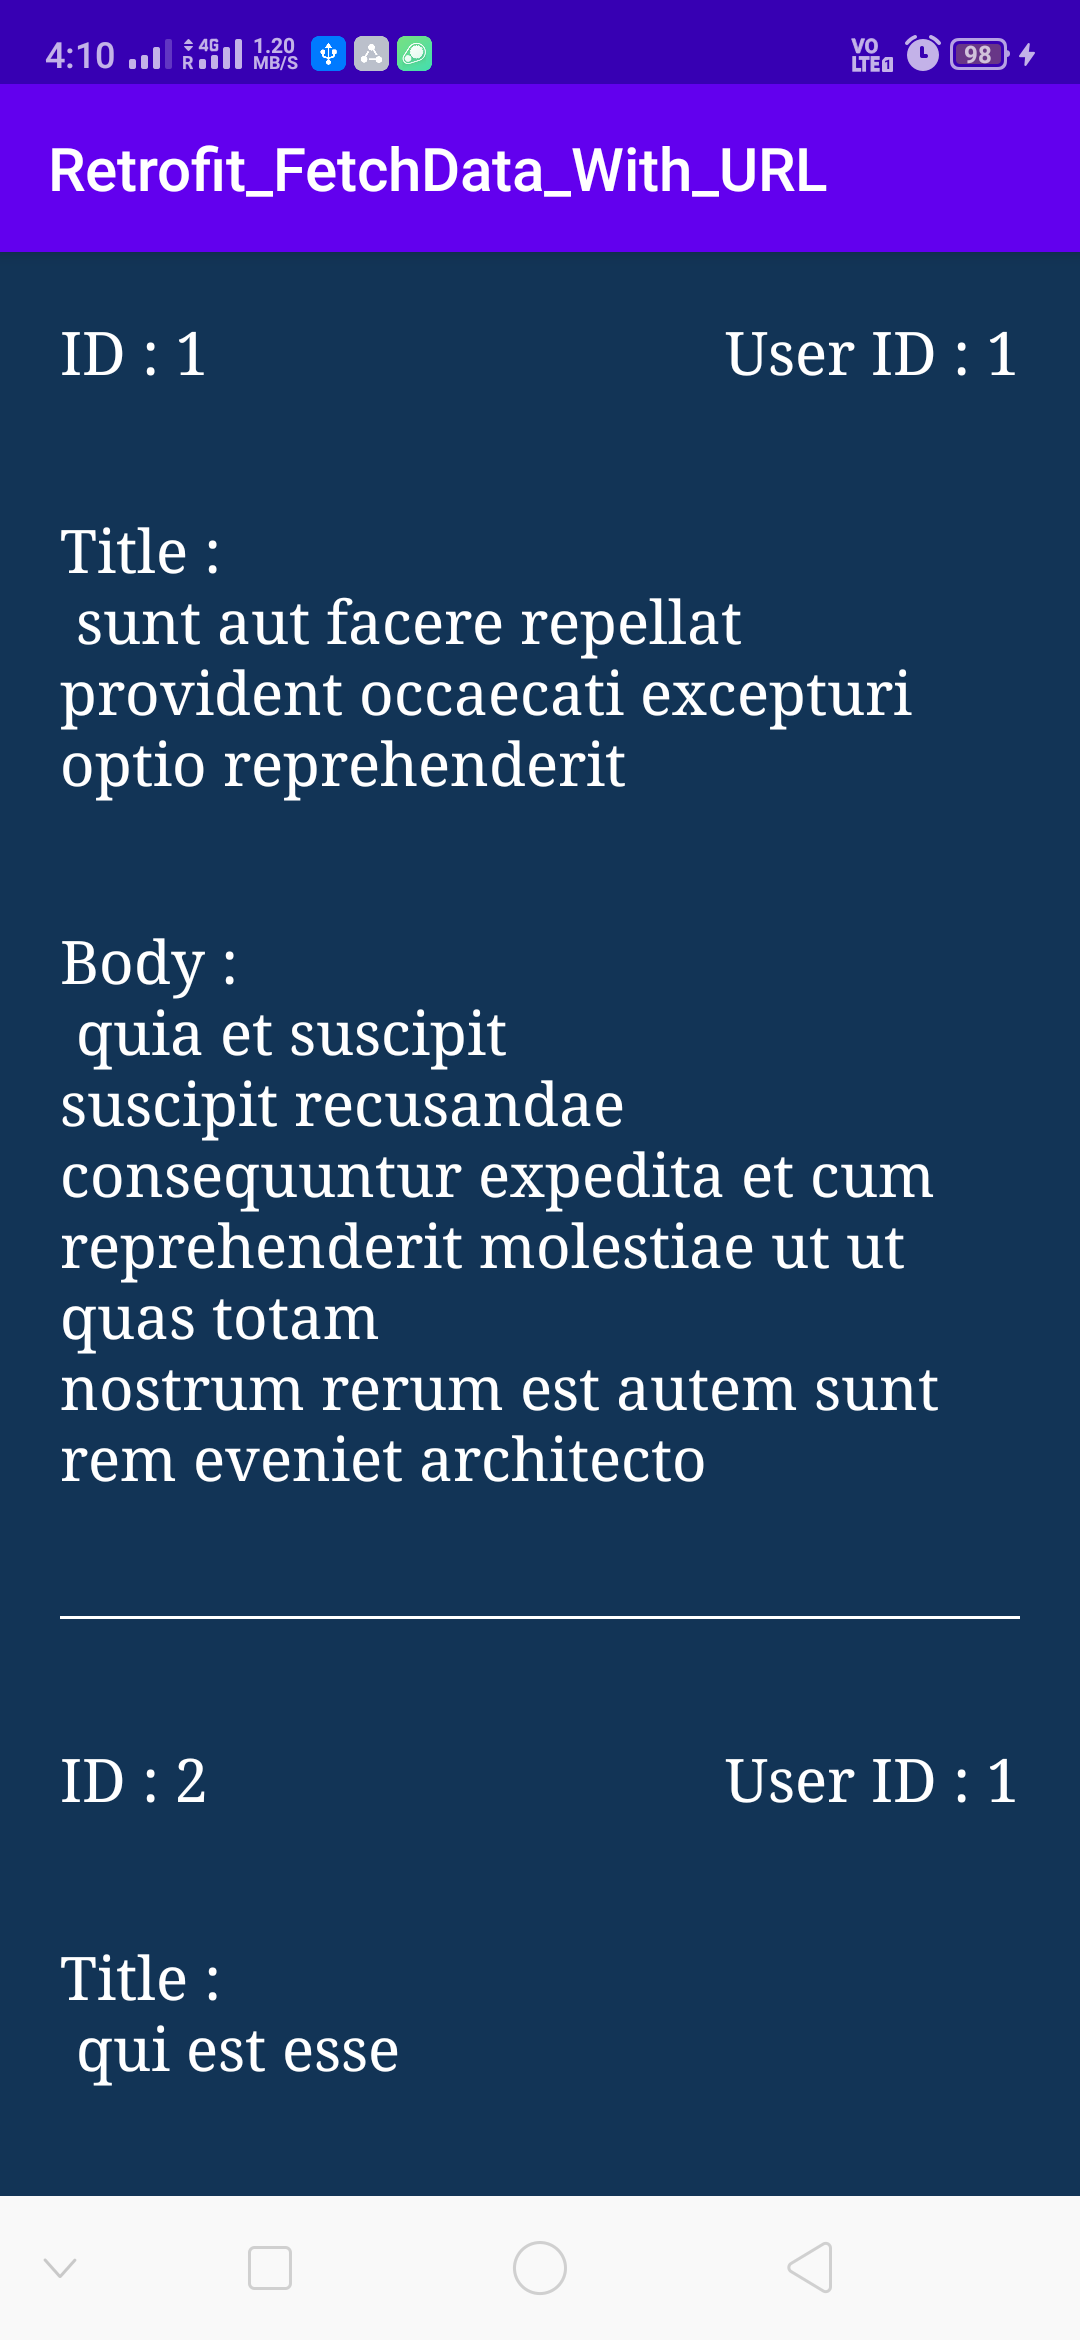 4:10 R 4G 1.20 MB/S VO LTE1 98
Retrofit_FetchData_With_URL
ID : 1 User ID : 1
Title :
sunt aut facere repellat
provident occaecati excepturi
optio reprehenderit
Body :
quia et suscipit
suscipit recusandae
consequuntur expedita et cum
reprehenderit molestiae ut ut
quas totam
nostrum rerum est autem sunt
rem eveniet architecto
ID : 2 User ID : 1
Title :
qui est esse